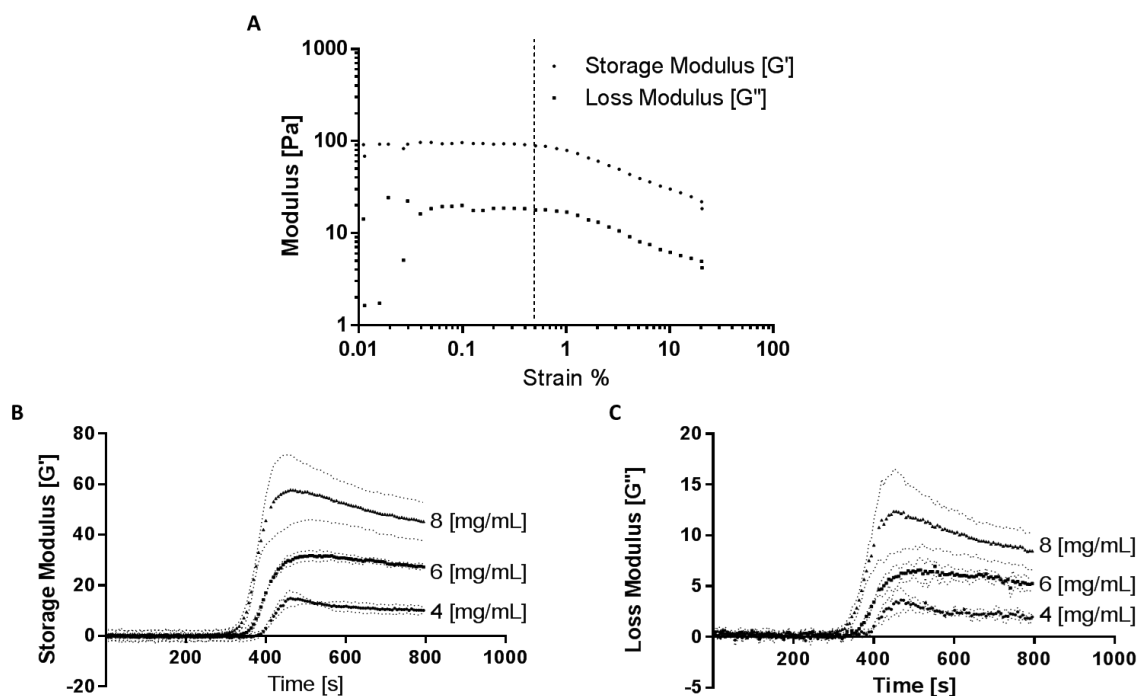 A
1000
100
10
1
Modulus [Pa]
0.01 0.1 1 10 100
Strain %
Storage Modulus [G']
Loss Modulus [G"]
B
80
60
40
20
0
-20
Storage Modulus [G']
200 400 600 800 1000
Time [s]
8 [mg/mL]
6 [mg/mL]
4 [mg/mL]
C
20
15
10
5
0
-5
Loss Modulus [G"]
200 400 600 800 1000
Time [s]
8 [mg/mL]
6 [mg/mL]
4 [mg/mL]